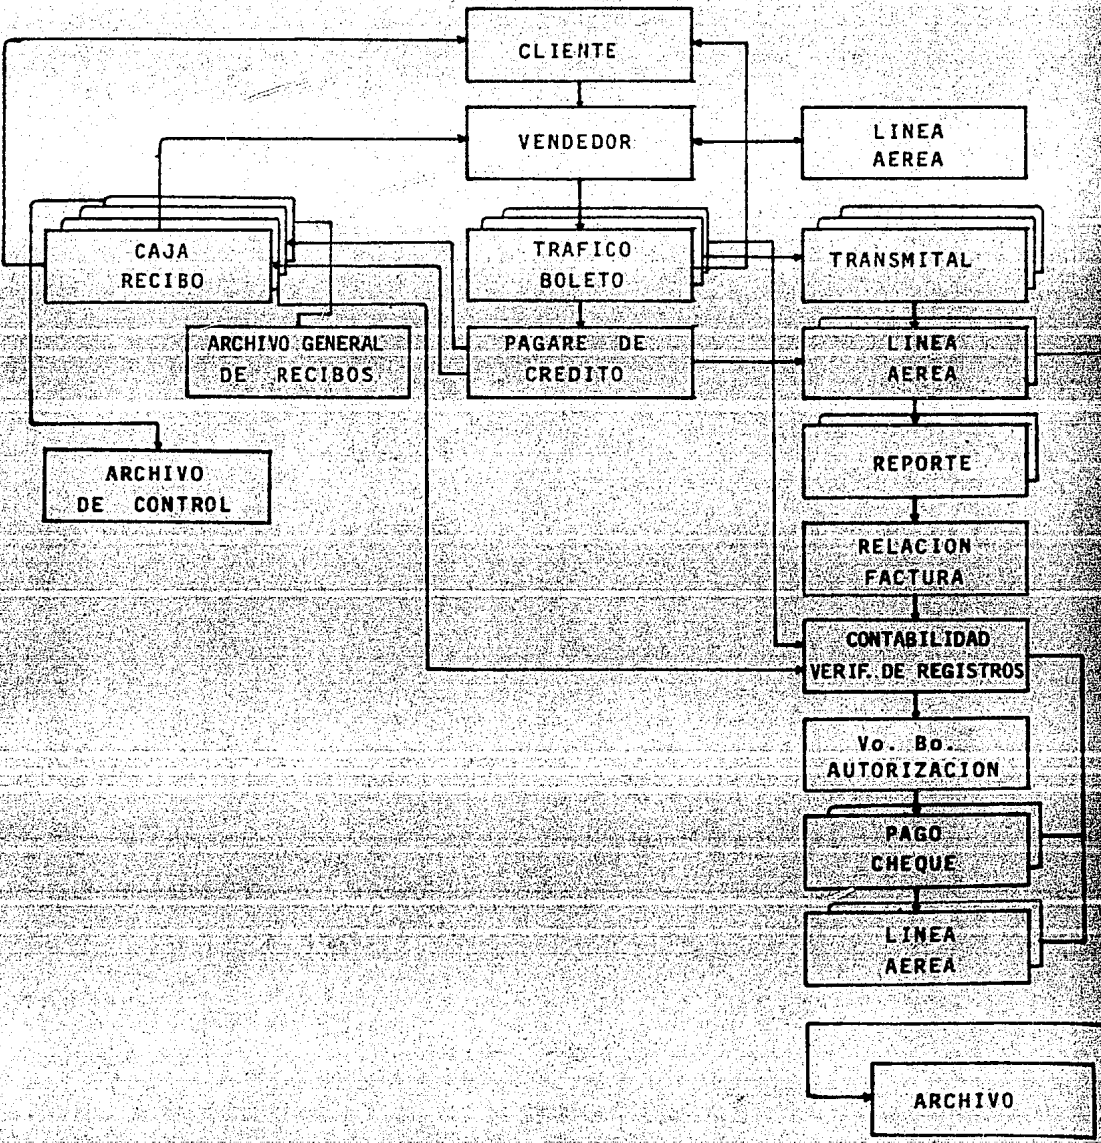 CLIENTE
VENDEDOR
LINEA
AEREA
CAJA
RECIBO
TRAFICO
BOLETO
TRANSMITAL
ARCHIVO GENERAL
DE RECIBOS
PAGARE DE
CREDITO
LINEA
AEREA
ARCHIVO
DE CONTROL
REPORTE
RELACION
FACTURA
CONTABILIDAD
VERIF. DE REGISTROS
Vo. Bo.
AUTORIZACION
PAGO
CHEQUE
LINEA
AEREA
ARCHIVO